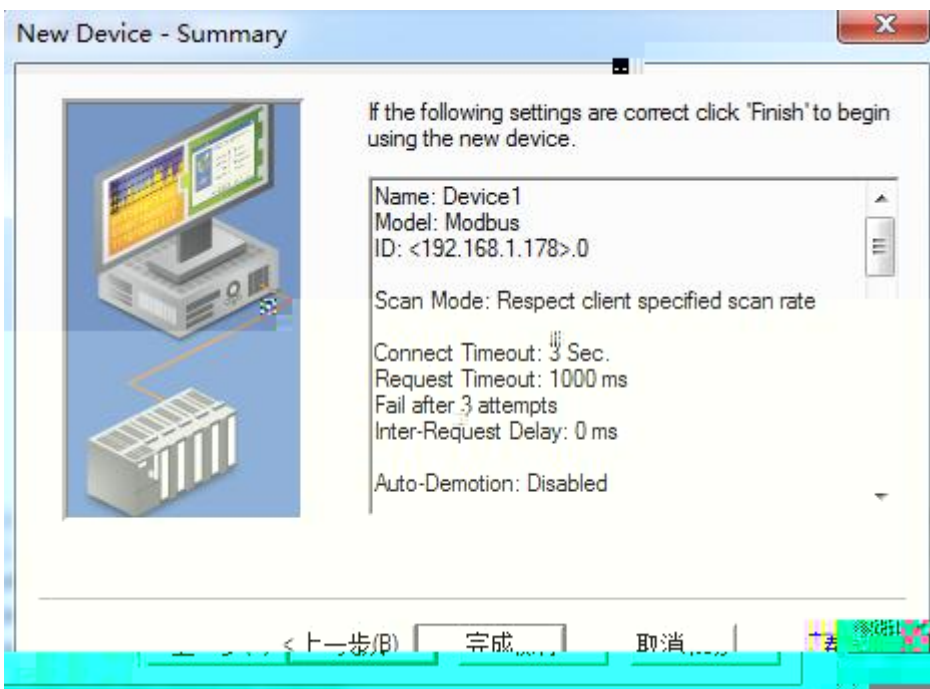 New Device - Summary
If the following settings are correct click 'Finish' to begin
using the new device.
Name: Device1
Model: Modbus
ID: <192.168.1.178>.0
Scan Mode: Respect client specified scan rate
Connect Timeout: 3 Sec.
Request Timeout: 1000 ms
Fail after 3 attempts
Inter-Request Delay: 0 ms
Auto-Demotion: Disabled
< 上一步(B) 完成 取消